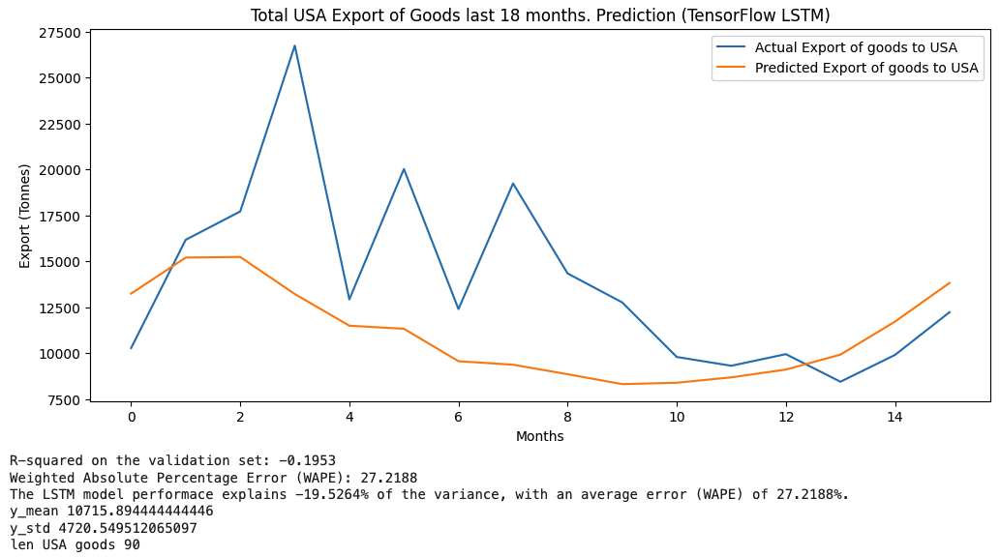 Total USA Export of Goods last 18 months. Prediction (TensorFlow LSTM)
Actual Export of goods to USA
Predicted Export of goods to USA
Export (Tonnes)
27500
25000
22500
20000
17500
15000
12500
10000
7500
0 2 4 6 8 10 12 14
Months
R-squared on the validation set: -0.1953
Weighted Absolute Percentage Error (WAPE): 27.2188
The LSTM model performace explains -19.5264% of the variance, with an average error (WAPE) of 27.2188%.
y_mean 10715.894444444446
y_std 4720.549512065097
len USA goods 90